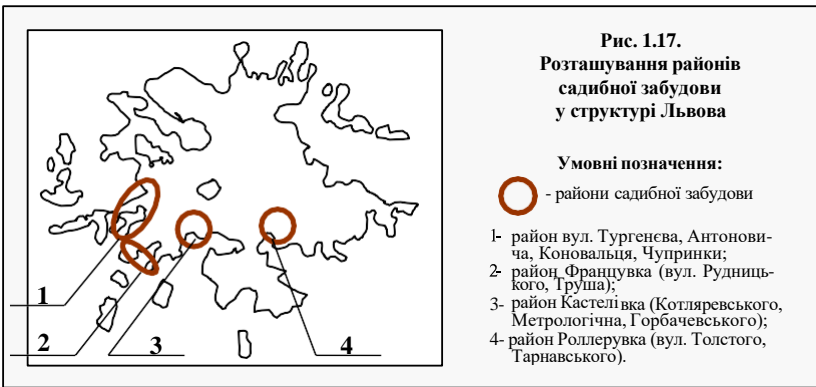 Рис. 1.17.
Розташування районів
садибної забудови
у структурі Львова
Умовні позначення:
- райони садибної забудови
1- район вул. Тургенєва, Антонови-
ча, Коновальця, Чупринки;
2- район Францувка (вул. Рудниць-
кого, Труша);
3- район Кастелівка (Котляревського,
Метрологічна, Горбачевського);
4- район Роллерувка (вул. Толстого,
Тарнавського).
1
2
3
4